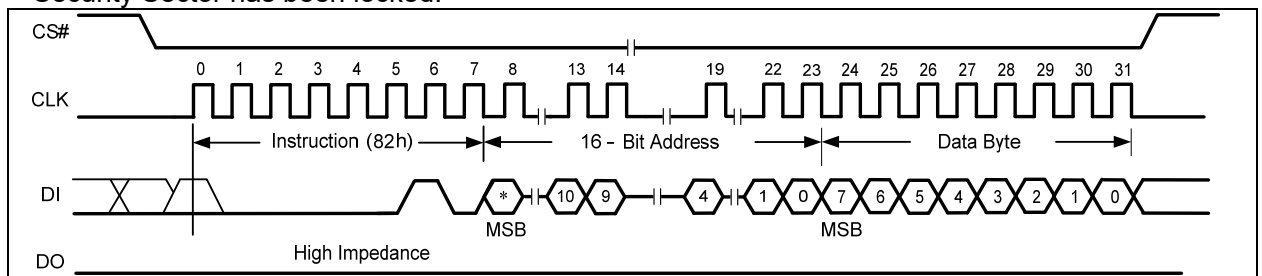 Security Sector has been locked.
CS#
0 1 2 3 4 5 6 7 8 13 14 19 22 23 24 25 26 27 28 29 30 31
CLK
Instruction (82h) 16 - Bit Address Data Byte
DI * 10 9 4 1 0 7 6 5 4 3 2 1 0
MSB MSB
High Impedance
DO